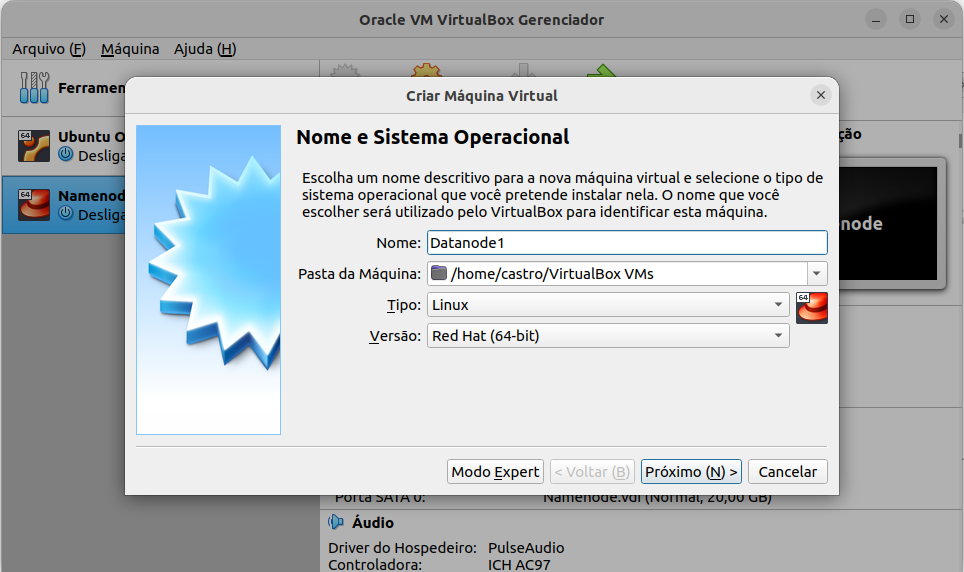 Oracle VM VirtualBox Gerenciador
Arquivo (F) Máquina Ajuda (H)
Criar Máquina Virtual
64
Ubuntu
Desliga
64
Desliga
Nome e Sistema Operacional
Escolha um nome descritivo para a nova máquina virtual e selecione o tipo de
sistema operacional que você pretende instalar nela. O nome que você
escolher será utilizado pelo VirtualBox para identificar esta máquina.
Nome: Datanode1
Pasta da Máquina: /home/castro/VirtualBox VMs
Tipo: Linux
64
Versão: Red Hat (64-bit)
Modo Expert < Voltar (B) Próximo (N) > Cancelar
Porta SATA 0: Namenode.vdi (Normal, 20,00 GB)
Áudio
Driver do Hospedeiro: PulseAudio
Controladora: ICH AC97